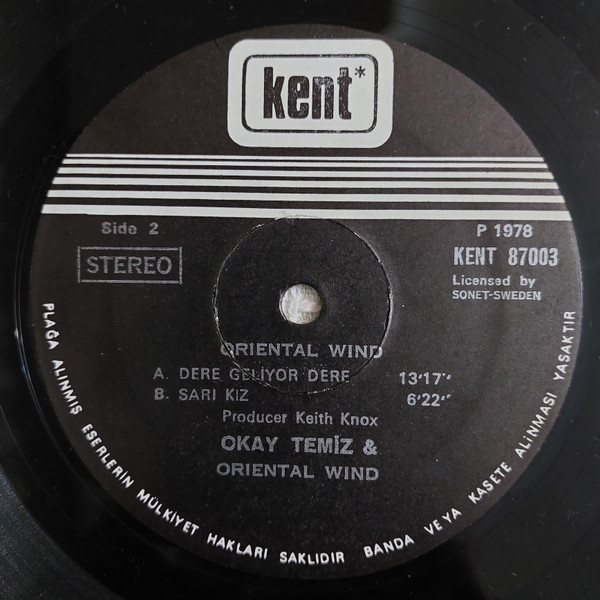 kent*
Side 2
P 1978
STEREO
KENT 87003
Licensed by
SONET-SWEDEN
ORIENTAL WIND
A. DERE GELİYOR DERE 13'17''
B. SARI KIZ 6'22''
Producer Keith Knox
OKAY TEMİZ &
ORIENTAL WIND
PLAĞA ALINMIŞ ESERLERİN MÜLKİYET HAKLARI SAKLIDIR BANDA VEYA KASETE ALINMASI YASAKTIR